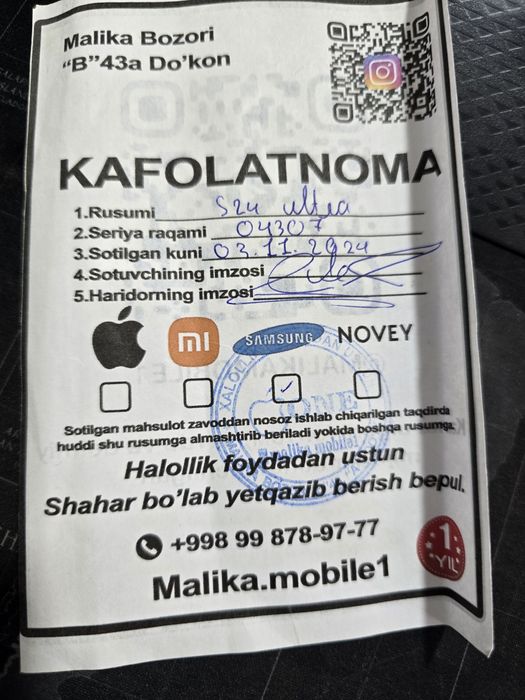 Malika Bozori
“B”43a Do’kon
KAFOLATNOMA
1.Rusumi S24 ultra
2.Seriya raqami 04307
3.Sotilgan kuni 03.11.2024
4.Sotuvchining imzosi
5.Haridorning imzosi
mi SAMSUNG NOVEY
Sotilgan mahsulot zavoddan nosoz ishlab chiqarilgan taqdirda
huddi shu rusumga almashtirib beriladi yokida boshqa rusumga.
Halollik foydadan ustun
Shahar bo’lab yetqazib berish bepul.
+998 99 878-97-77
1
YIL
Malika.mobile1